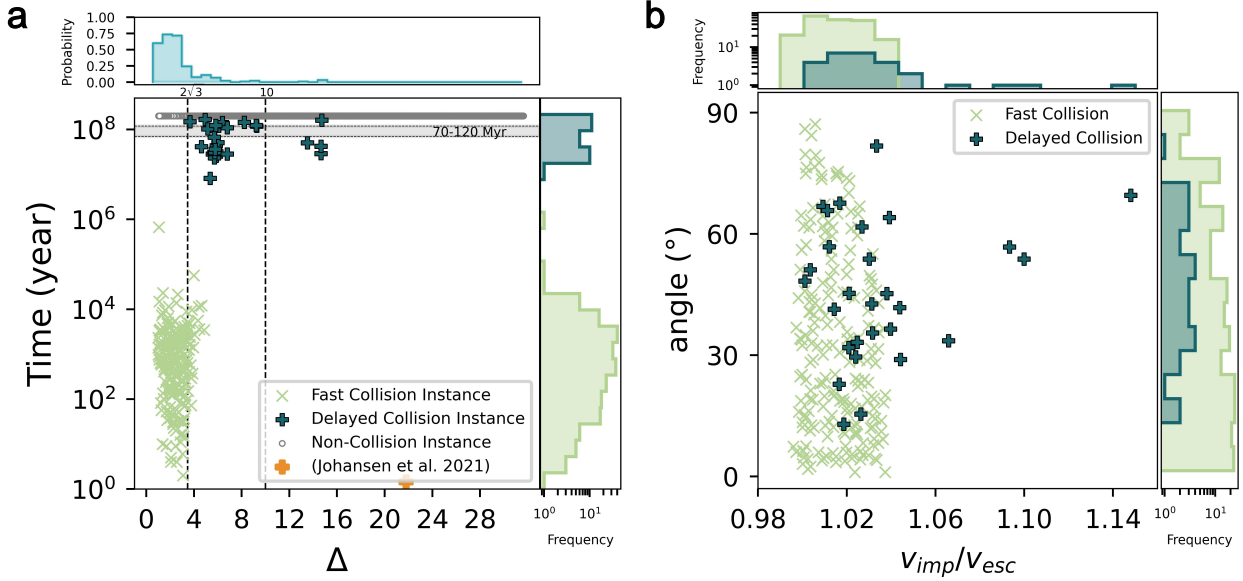 a
Probability
1.00
0.75
0.50
0.25
0.00
2√3
10
70-120 Myr
Time (year)
10⁸
10⁶
10⁴
10²
10⁰
Fast Collision Instance
Delayed Collision Instance
Non-Collision Instance
(Johansen et al. 2021)
0 4 8 12 16 20 24 28
Δ
10⁰ 10¹
Frequency
b
Frequency
10¹
10⁰
Fast Collision
Delayed Collision
angle (°)
90
60
30
0
0.98 1.02 1.06 1.10 1.14
v_imp/v_esc
10⁰ 10¹
Frequency